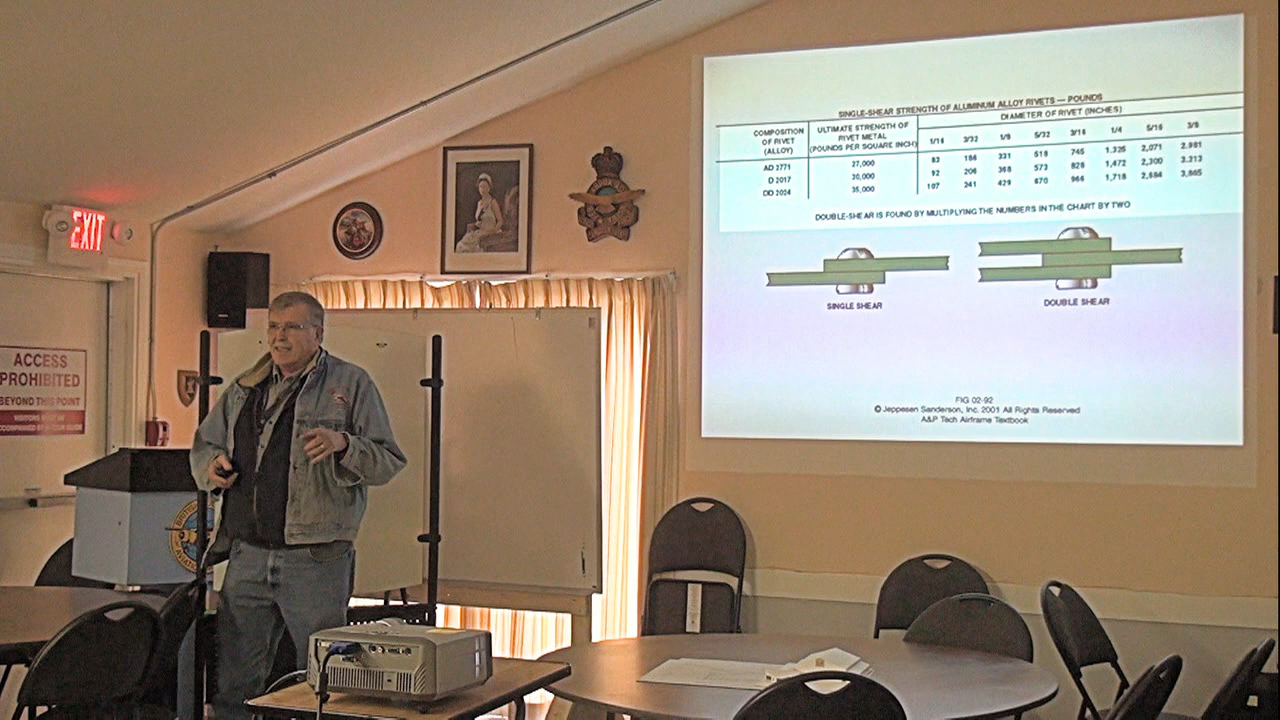 EXIT
ACCESS
PROHIBITED
BEYOND THIS POINT
SINGLE-SHEAR STRENGTH OF ALUMINUM ALLOY RIVETS — POUNDS
COMPOSITION OF RIVET (ALLOY)
ULTIMATE STRENGTH OF RIVET METAL (POUNDS PER SQUARE INCH)
DIAMETER OF RIVET (INCHES)
1/16 3/32 1/8 5/32 3/16 1/4 5/16 3/8
AD 2771 27,000 83 186 331 518 745 1,325 2,071 2.981
D 2017 30,000 92 206 368 573 828 1,472 2,300 3.313
DD 2024 35,000 107 241 429 670 966 1,718 2,684 3,865
DOUBLE-SHEAR IS FOUND BY MULTIPLYING THE NUMBERS IN THE CHART BY TWO
SINGLE SHEAR
DOUBLE SHEAR
FIG 02-92
© Jeppesen Sanderson, Inc. 2001 All Rights Reserved
A&P Tech Airframe Textbook